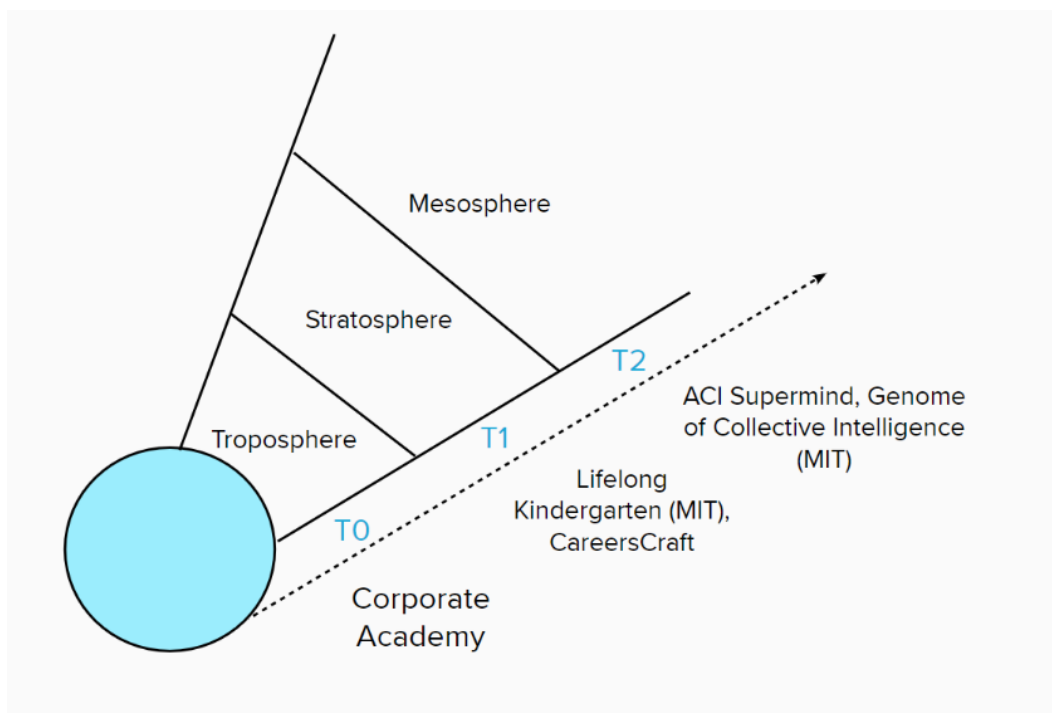 Mesosphere
Stratosphere
Troposphere
T2
T1
T0
ACI Supermind, Genome
of Collective Intelligence
(MIT)
Lifelong
Kindergarten (MIT),
CareersCraft
Corporate
Academy